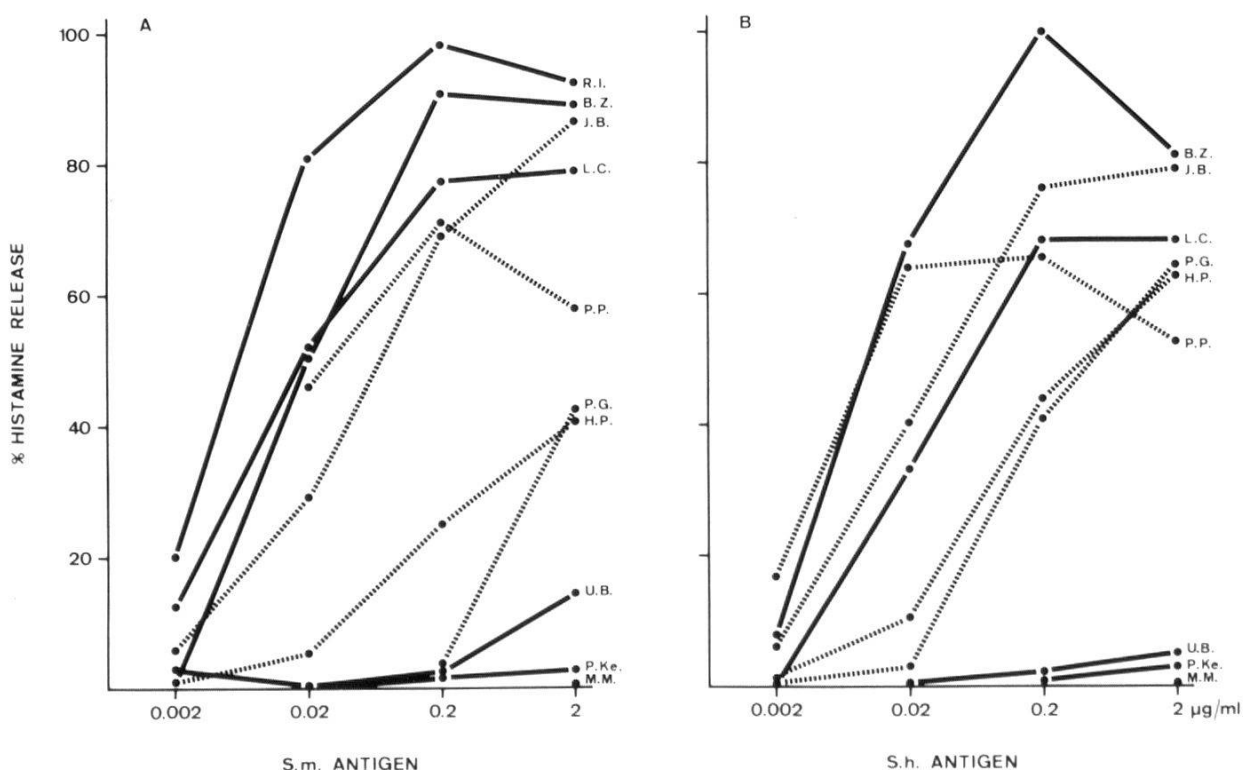 A
B
% HISTAMINE RELEASE
100
80
60
40
20
R.I.
B.Z.
J.B.
L.C.
P.P.
P.G.
H.P.
U.B.
P.Ke.
M.M.
0.002 0.02 0.2 2
S.m. ANTIGEN
B.Z.
J.B.
L.C.
P.G.
H.P.
P.P.
U.B.
P.Ke.
M.M.
0.002 0.02 0.2 2 µg/ml
S.h. ANTIGEN